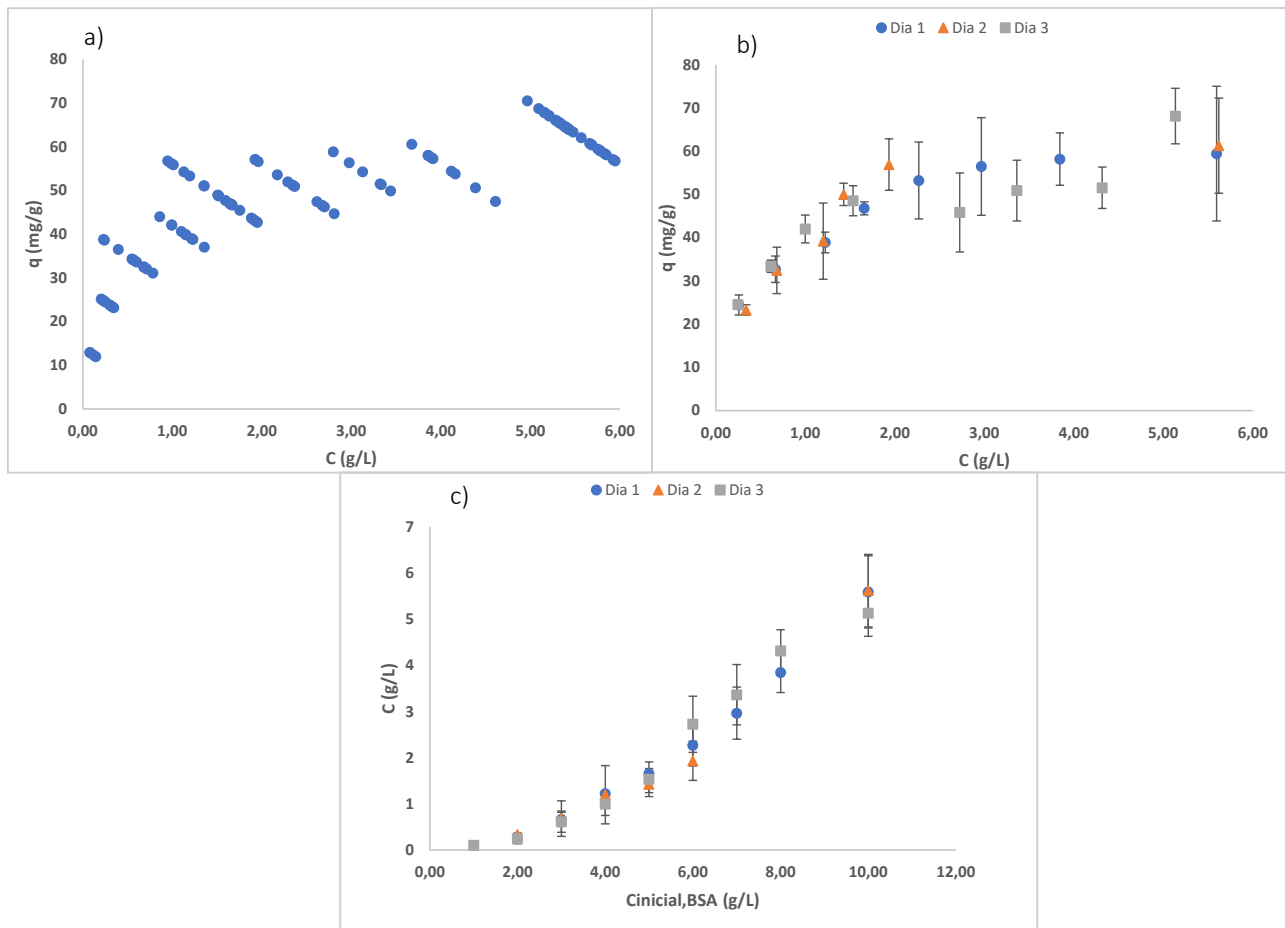 a)
q (mg/g)
80
70
60
50
40
30
20
10
0
0,00 1,00 2,00 3,00 4,00 5,00 6,00
C (g/L)
b)
Dia 1 Dia 2 Dia 3
q (mg/g)
80
70
60
50
40
30
20
10
0
0,00 1,00 2,00 3,00 4,00 5,00 6,00
C (g/L)
c)
Dia 1 Dia 2 Dia 3
C (g/L)
7
6
5
4
3
2
1
0
0,00 2,00 4,00 6,00 8,00 10,00 12,00
Cinicial,BSA (g/L)